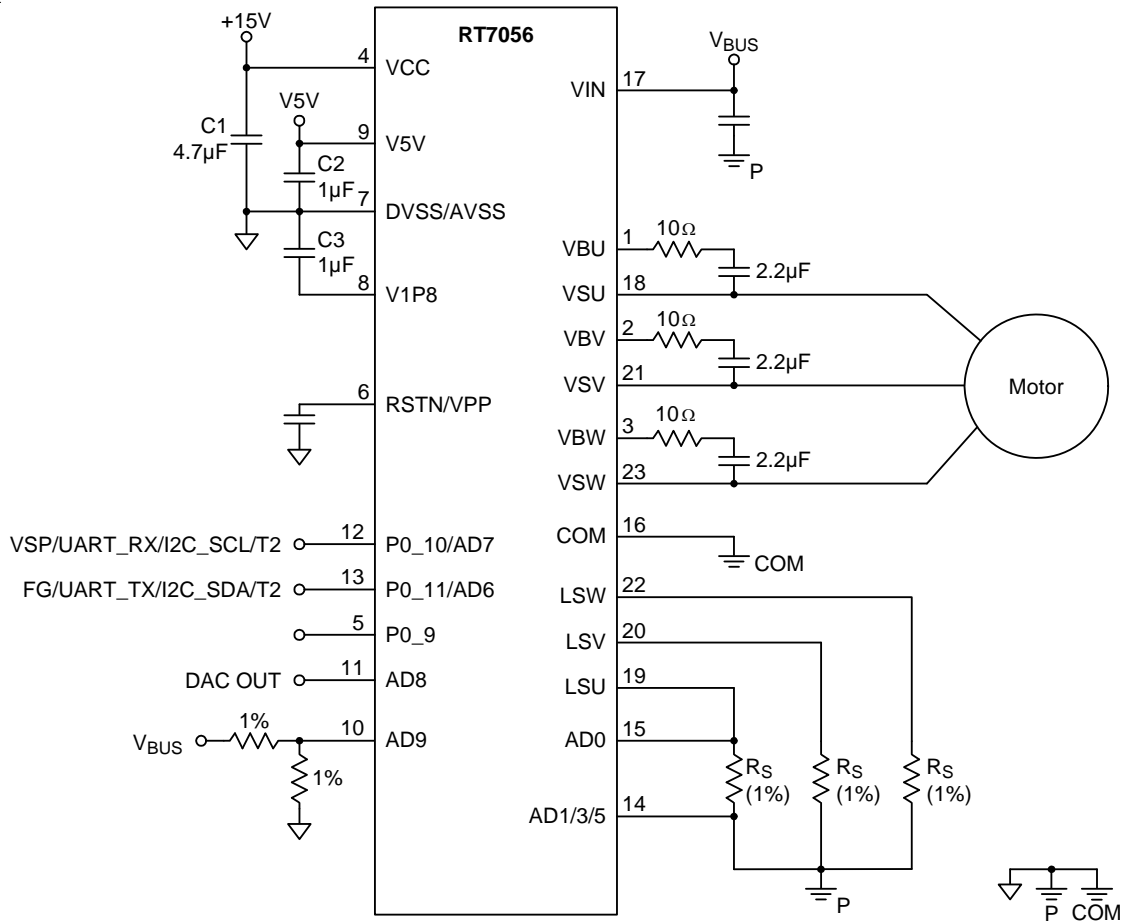 RT7056
+15V
4
VCC
C1
4.7µF
V5V
9
V5V
C2
1µF
7
DVSS/AVSS
C3
1µF
8
V1P8
6
RSTN/VPP
VSP/UART_RX/I2C_SCL/T2
12
P0_10/AD7
FG/UART_TX/I2C_SDA/T2
13
P0_11/AD6
5
P0_9
DAC OUT
11
AD8
VBUS
1%
10
AD9
1%
VBUS
VIN
17
P
VBU
1
10Ω
2.2µF
VSU
18
VBV
2
10Ω
2.2µF
VSV
21
Motor
VBW
3
10Ω
2.2µF
VSW
23
COM
16
COM
LSW
22
LSV
20
LSU
19
AD0
15
RS
(1%)
RS
(1%)
RS
(1%)
AD1/3/5
14
P
P
COM